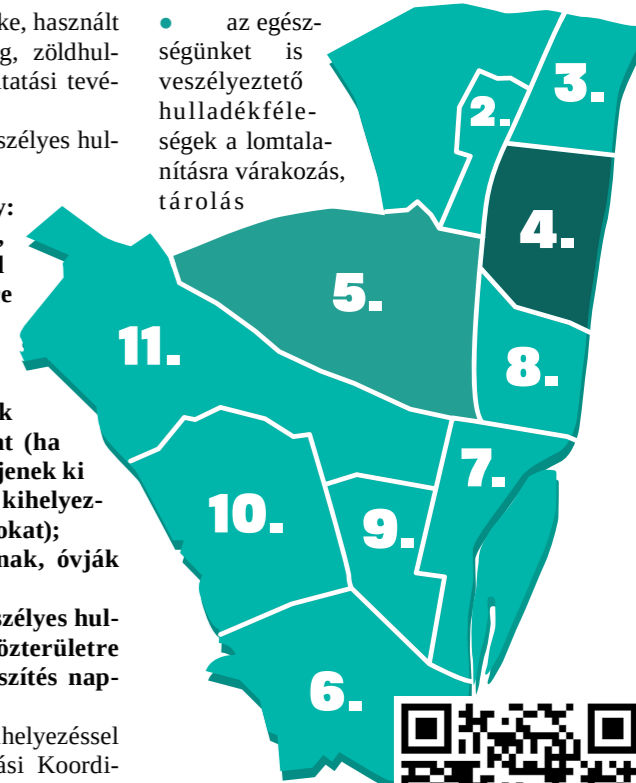 ke, használt
g, zöldhul-
tatási tevé-
szélyes hul-
y:
,
l
re
k
nt (ha
jenek ki
kihelyez-
okat);
nak, óvják
szélyes hul-
özterületre
szítés nap-
helyezéssel
ási Koordi-
● az egész-
ségünket is
veszélyeztető
hulladékféle-
ségek a lomtala-
nításra várakozás,
tárolás
2.
3.
4.
5.
11.
8.
7.
10.
9.
6.